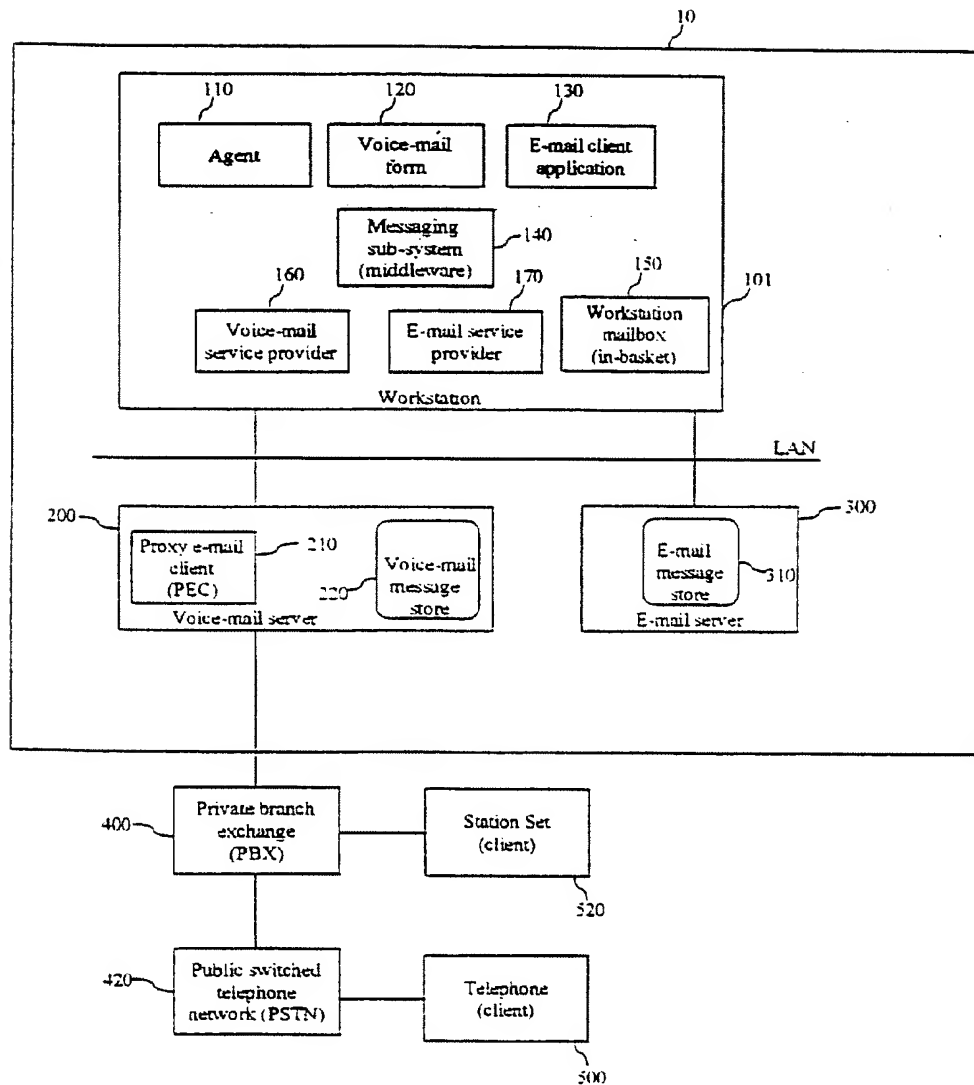 10
110
120
130
Agent
Voice-mail
form
E-mail client
application
Messaging
sub-system
(middleware)
140
160
170
150
101
Voice-mail
service provider
E-mail service
provider
Workstation
mailbox
(in-basket)
Workstation
LAN
200
300
Proxy e-mail
client
(PEC)
210
220
Voice-mail
message
store
Voice-mail server
E-mail
message
store
310
E-mail server
400
Private branch
exchange
(PBX)
Station Set
(client)
520
420
Public switched
telephone
network (PSTN)
Telephone
(client)
500